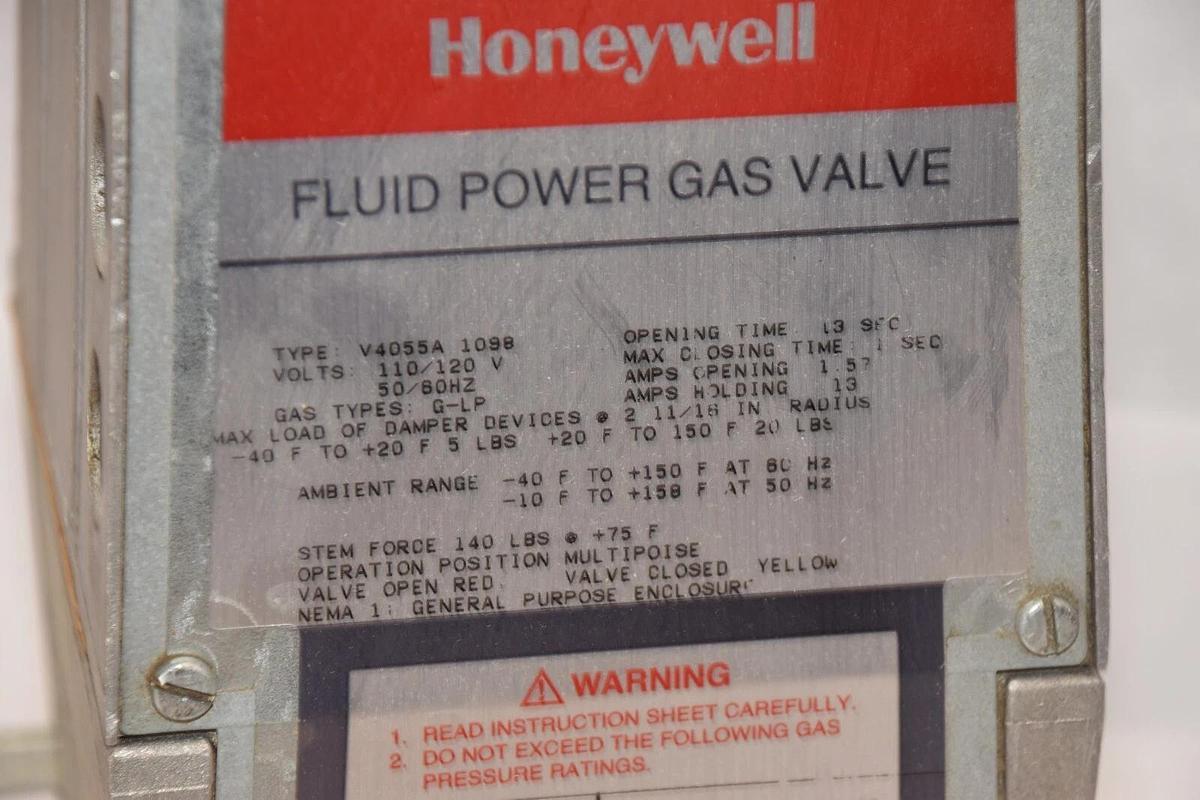 Honeywell
FLUID POWER GAS VALVE
TYPE: V4055A 1098
VOLTS: 110/120 V
50/60HZ
GAS TYPES: G-LP
OPENING TIME 13 SEC
MAX CLOSING TIME: 1 SEC
AMPS OPENING 1.57
AMPS HOLDING 13
MAX LOAD OF DAMPER DEVICES @ 2 11/16 IN RADIUS
-40 F TO +20 F 5 LBS +20 F TO 150 F 20 LBS
AMBIENT RANGE -40 F TO +150 F AT 60 Hz
-10 F TO +158 F AT 50 Hz
STEM FORCE 140 LBS @ +75 F
OPERATION POSITION MULTIPOISE
VALVE OPEN RED. VALVE CLOSED YELLOW
NEMA 1: GENERAL PURPOSE ENCLOSURE
WARNING
1. READ INSTRUCTION SHEET CAREFULLY.
2. DO NOT EXCEED THE FOLLOWING GAS
PRESSURE RATINGS.